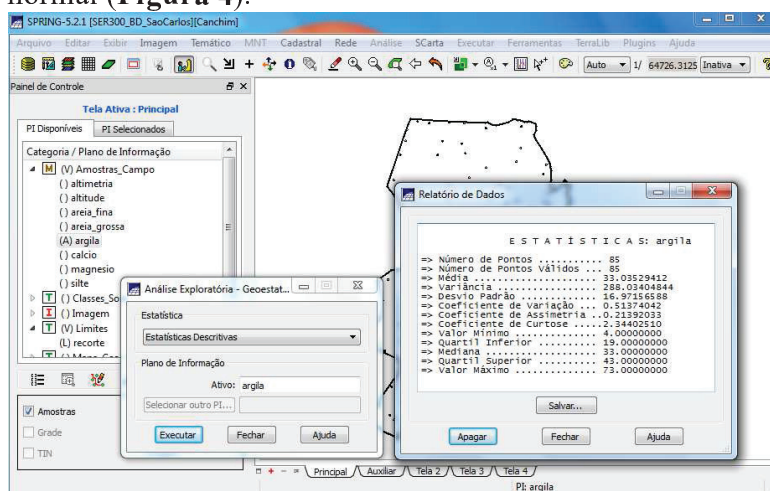 normal (Figura 4).
SPRING-5.2.1 [SER300_BD_SaoCarlos][Canchim]
Arquivo Editar Exibir Imagem Temático MNT Cadastral Rede Análise SCarta Executar Ferramentas TerraLib Plugins Ajuda
Auto 1/ 64726.3125 Inativa
Painel de Controle
Tela Ativa : Principal
PI Disponíveis PI Selecionados
Categoria / Plano de Informação
M (V) Amostras_Campo
( ) altimetria
( ) altitude
( ) areia_fina
( ) areia_grossa
(A) argila
( ) calcio
( ) magnesio
( ) silte
T ( ) Classes_So
I ( ) Imagem
T (V) Limites
(L) recorte
Amostras
Grade
TIN
Análise Exploratória - Geoestat...
Estatística
Estatísticas Descritivas
Plano de Informação
Ativo: argila
Selecionar outro PI...
Executar Fechar Ajuda
Relatório de Dados
E S T A T Í S T I C A S: argila
=> Número de Pontos ....... 85
=> Número de Pontos Válidos ... 85
=> Média .................. 33.03529412
=> Variância .............. 288.03404844
=> Desvio Padrão .......... 16.97156588
=> Coeficiente de Variação ... 0.51374042
=> Coeficiente de Assimetria ..0.21392033
=> Coeficiente de Curtose .....2.34402510
=> Valor Mínimo ........... 4.00000000
=> Quartil Inferior ....... 19.00000000
=> Mediana ................ 33.00000000
=> Quartil Superior ....... 43.00000000
=> Valor Máximo ........... 73.00000000
Salvar...
Apagar Fechar Ajuda
Principal Auxiliar Tela 2 Tela 3 Tela 4
PI: argila